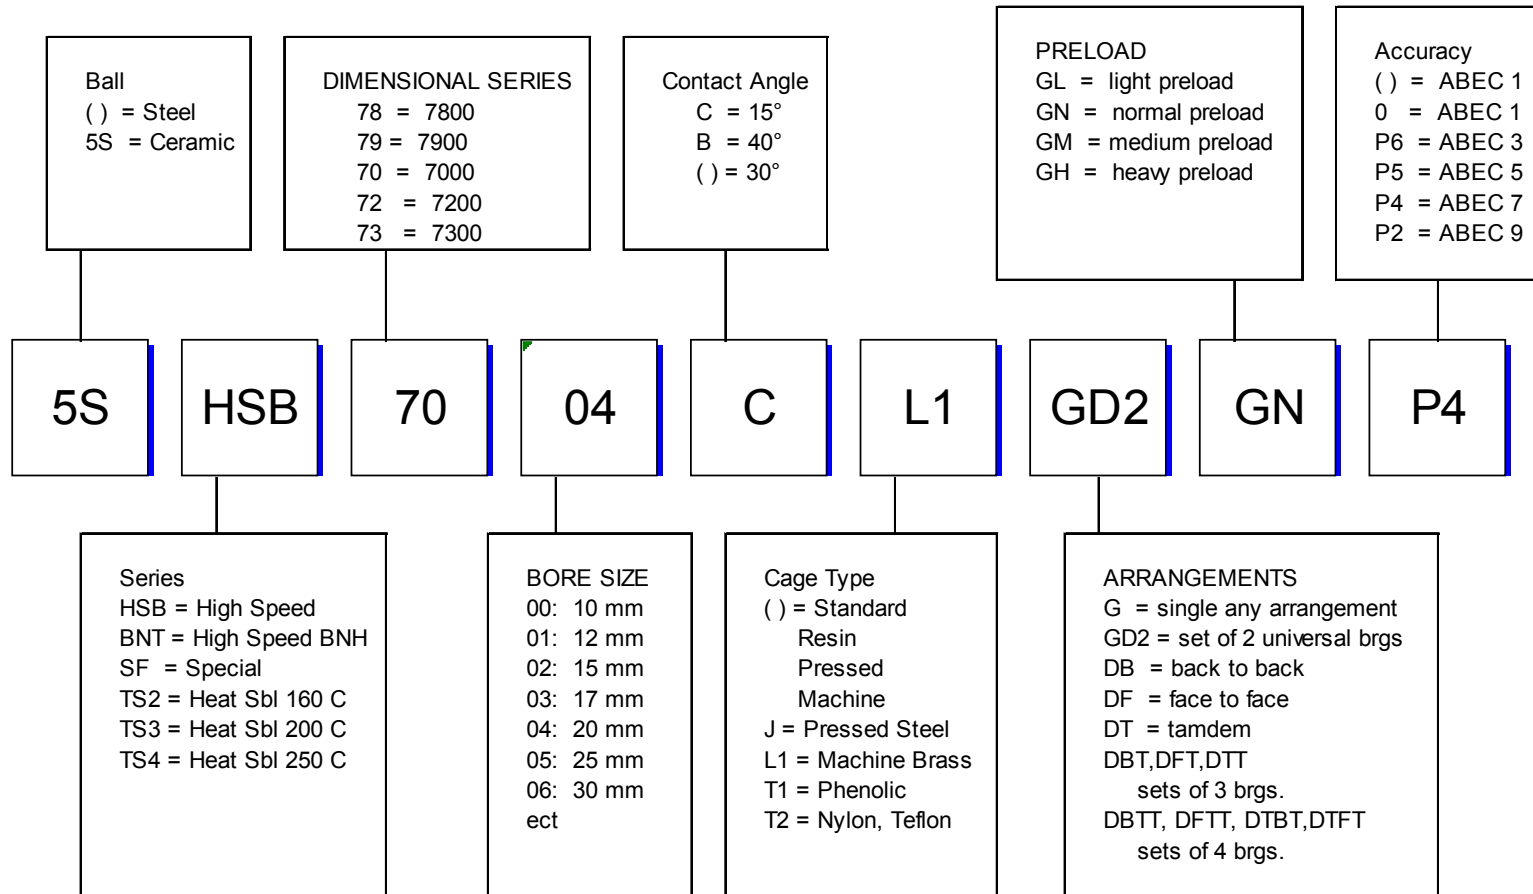 Ball
( ) = Steel
5S = Ceramic
DIMENSIONAL SERIES
78 = 7800
79 = 7900
70 = 7000
72 = 7200
73 = 7300
Contact Angle
C = 15°
B = 40°
( ) = 30°
PRELOAD
GL = light preload
GN = normal preload
GM = medium preload
GH = heavy preload
Accuracy
( ) = ABEC 1
0 = ABEC 1
P6 = ABEC 3
P5 = ABEC 5
P4 = ABEC 7
P2 = ABEC 9
5S HSB 70 04 C L1 GD2 GN P4
Series
HSB = High Speed
BNT = High Speed BNH
SF = Special
TS2 = Heat Sbl 160 C
TS3 = Heat Sbl 200 C
TS4 = Heat Sbl 250 C
BORE SIZE
00: 10 mm
01: 12 mm
02: 15 mm
03: 17 mm
04: 20 mm
05: 25 mm
06: 30 mm
ect
Cage Type
( ) = Standard
Resin
Pressed
Machine
J = Pressed Steel
L1 = Machine Brass
T1 = Phenolic
T2 = Nylon, Teflon
ARRANGEMENTS
G = single any arrangement
GD2 = set of 2 universal brgs
DB = back to back
DF = face to face
DT = tamdem
DBT,DFT,DTT
sets of 3 brgs.
DBTT, DFTT, DTBT,DTFT
sets of 4 brgs.